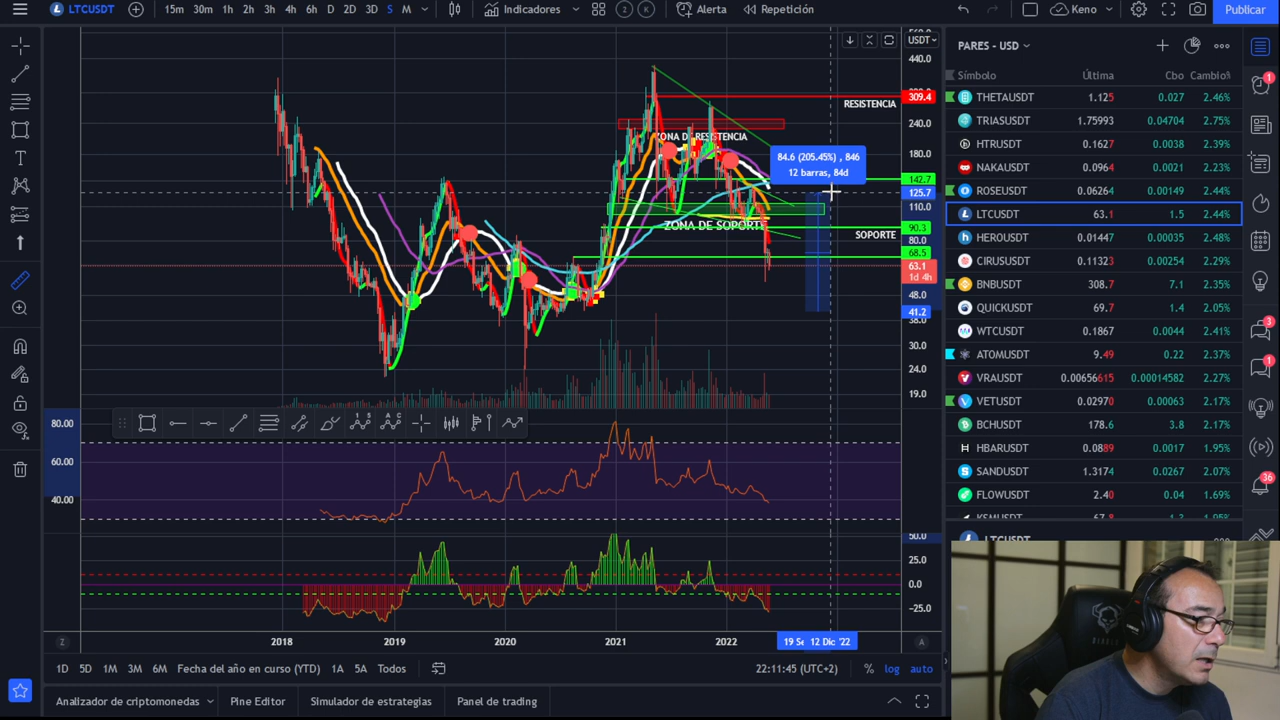 LTCUSDT
15m 30m 1h 2h 3h 4h 6h D 2D 3D S M
Indicadores
2 K
Alerta
Repetición
Keno
Publicar
USDT
440.0
309.4
240.0
180.0
142.7
125.7
110.0
90.3
80.0
68.5
63.1
1d 4h
48.0
41.2
30.0
24.0
19.0
RESISTENCIA
ZONA DE RESISTENCIA
84.6 (205.45%) , 846
12 barras, 84d
ZONA DE SOPORTE
SOPORTE
80.00
60.00
40.00
50.0
25.0
0.0
−25.0
Z
2018 2019 2020 2021 2022
12 Dic '22
A
1D 5D 1M 3M 6M Fecha del año en curso (YTD) 1A 5A Todos
22:11:45 (UTC+2)
% log auto
Analizador de criptomonedas
Pine Editor
Simulador de estrategias
Panel de trading
PARES - USD
Símbolo Última Cbo Cambio%
THETAUSDT 1.125 0.027 2.46%
TRIASUSDT 1.75993 0.04704 2.75%
HTRUSDT 0.1627 0.0038 2.39%
NAKAUSDT 0.0964 0.0021 2.23%
ROSEUSDT 0.06264 0.00149 2.44%
LTCUSDT 63.1 1.5 2.44%
HEROUSDT 0.01447 0.00035 2.48%
CIRUSUSDT 0.11323 0.00254 2.29%
BNBUSDT 308.7 7.1 2.35%
QUICKUSDT 69.7 1.4 2.05%
WTCUSDT 0.1867 0.0044 2.41%
ATOMUSDT 9.49 0.22 2.37%
VRAUSDT 0.00656615 0.00014582 2.27%
VETUSDT 0.02970 0.00063 2.17%
BCHUSDT 178.6 3.8 2.17%
HBARUSDT 0.0889 0.0017 1.95%
SANDUSDT 1.3174 0.0267 2.07%
FLOWUSDT 2.40 0.04 1.69%
LTCUSDT
1
3
1
36